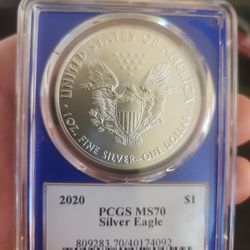 UNITED STATES OF AMERICA
1 OZ. FINE SILVER~ONE DOLLAR
2020 $1
PCGS MS70
Silver Eagle
809283.70/40174092